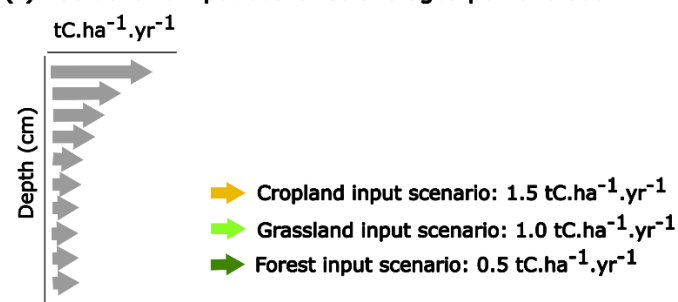 tC.ha⁻¹.yr⁻¹
Depth (cm)
Cropland input scenario: 1.5 tC.ha⁻¹.yr⁻¹
Grassland input scenario: 1.0 tC.ha⁻¹.yr⁻¹
Forest input scenario: 0.5 tC.ha⁻¹.yr⁻¹